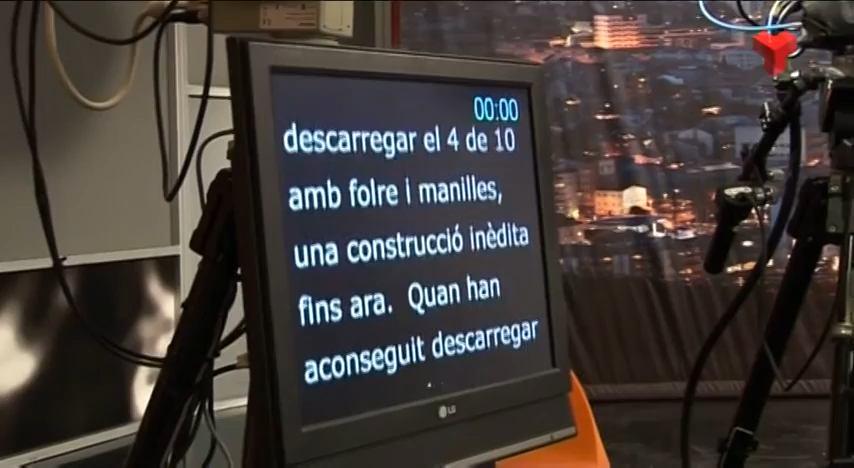 00:00
descarregar el 4 de 10
amb folre i manilles,
una construcció inèdita
fins ara. Quan han
aconseguit descarregar
LG